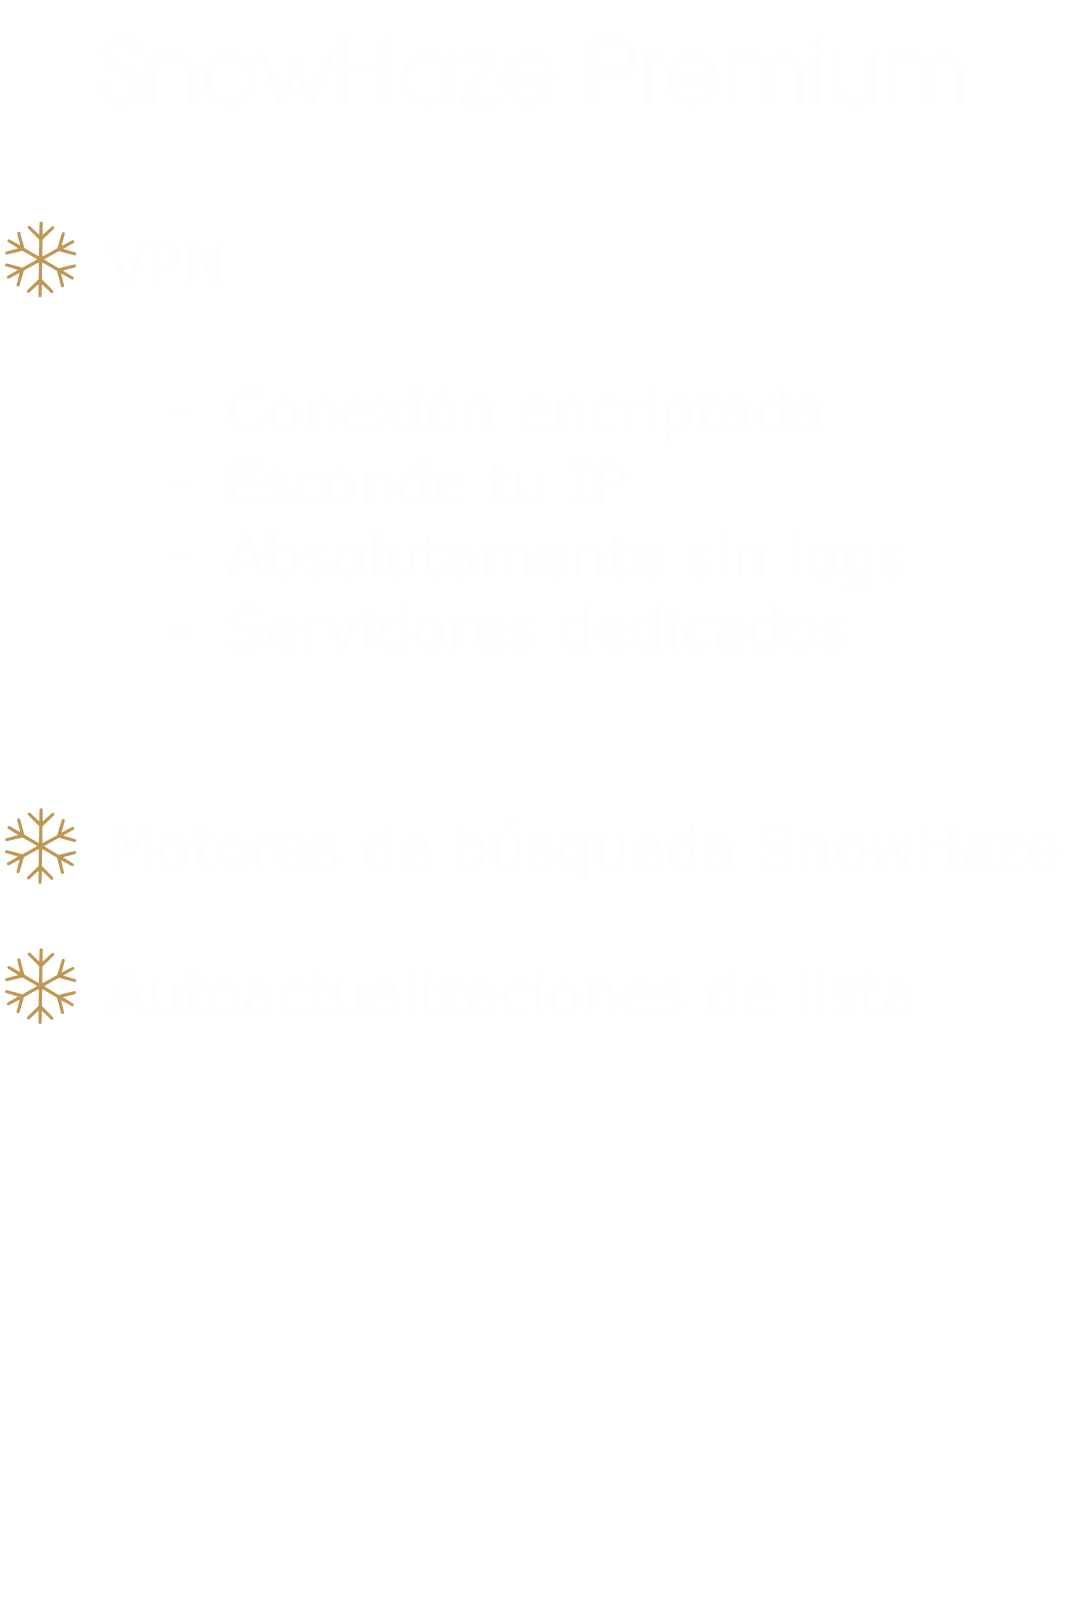 SnowHaze Premium
VPN
- Conexión encriptada
- Esconde tu IP
- Absolutamente sin logs
- Servidores dedicados
Motores de búsqueda SnowHaze
Autoactualizaciones de lista